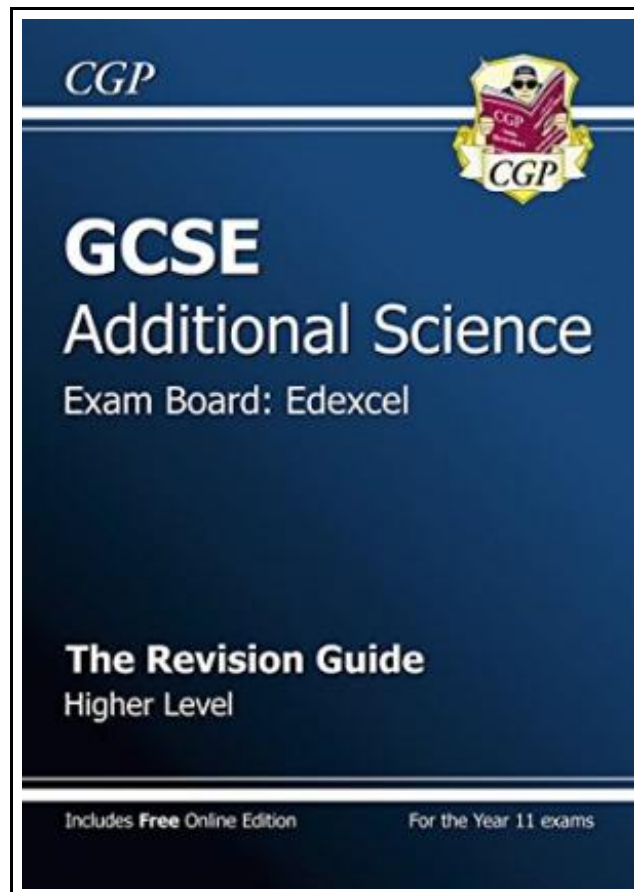 CGP
CGP
CGP
GCSE
Additional Science
Exam Board: Edexcel
The Revision Guide
Higher Level
Includes Free Online Edition
For the Year 11 exams